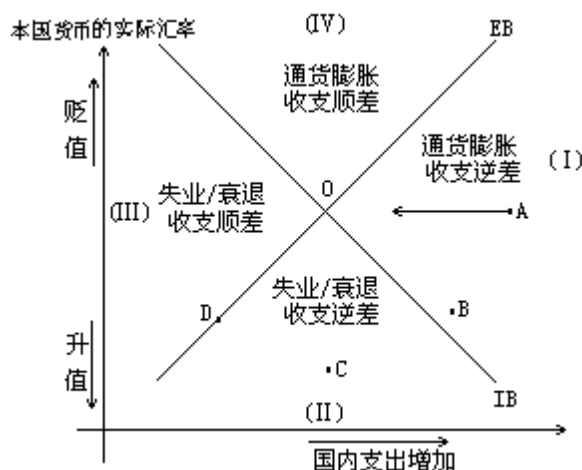 本国货币的实际汇率
(IV)
EB
通货膨胀
收支顺差
贬值
通货膨胀
收支逆差
(I)
O
A
失业/衰退
收支顺差
(III)
失业/衰退
收支逆差
D
B
升值
C
(II)
IB
国内支出增加